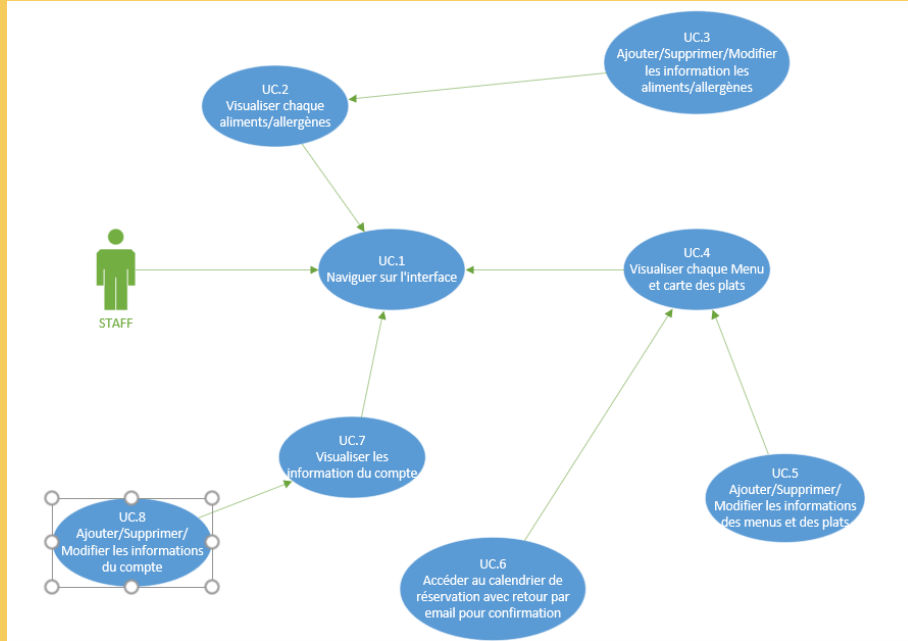 UC.3
Ajouter/Supprimer/Modifier
les information les
aliments/allergènes
UC.2
Visualiser chaque
aliments/allergènes
UC.1
Naviguer sur l'interface
UC.4
Visualiser chaque Menu
et carte des plats
STAFF
UC.7
Visualiser les
information du compte
UC.5
Ajouter/Supprimer/
Modifier les informations
des menus et des plats
UC.8
Ajouter/Supprimer/
Modifier les informations
du compte
UC.6
Accéder au calendrier de
réservation avec retour par
email pour confirmation